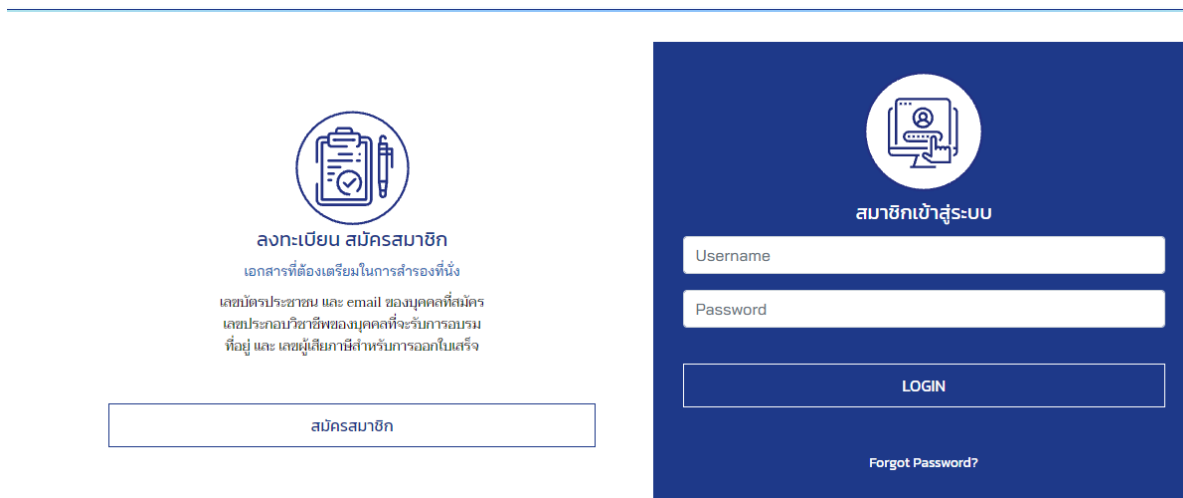 ลงทะเบียน สมัครสมาชิก
เอกสารที่ต้องเตรียมในการสำรองที่นั่ง
เลขบัตรประชาชน และ email ของบุคคลที่สมัคร
เลขประกอบวิชาชีพของบุคคลที่จะรับการอบรม
ที่อยู่ และ เลขผู้เสียภาษีสำหรับการออกใบเสร็จ
สมัครสมาชิก
สมาชิกเข้าสู่ระบบ
Username
Password
LOGIN
Forgot Password?